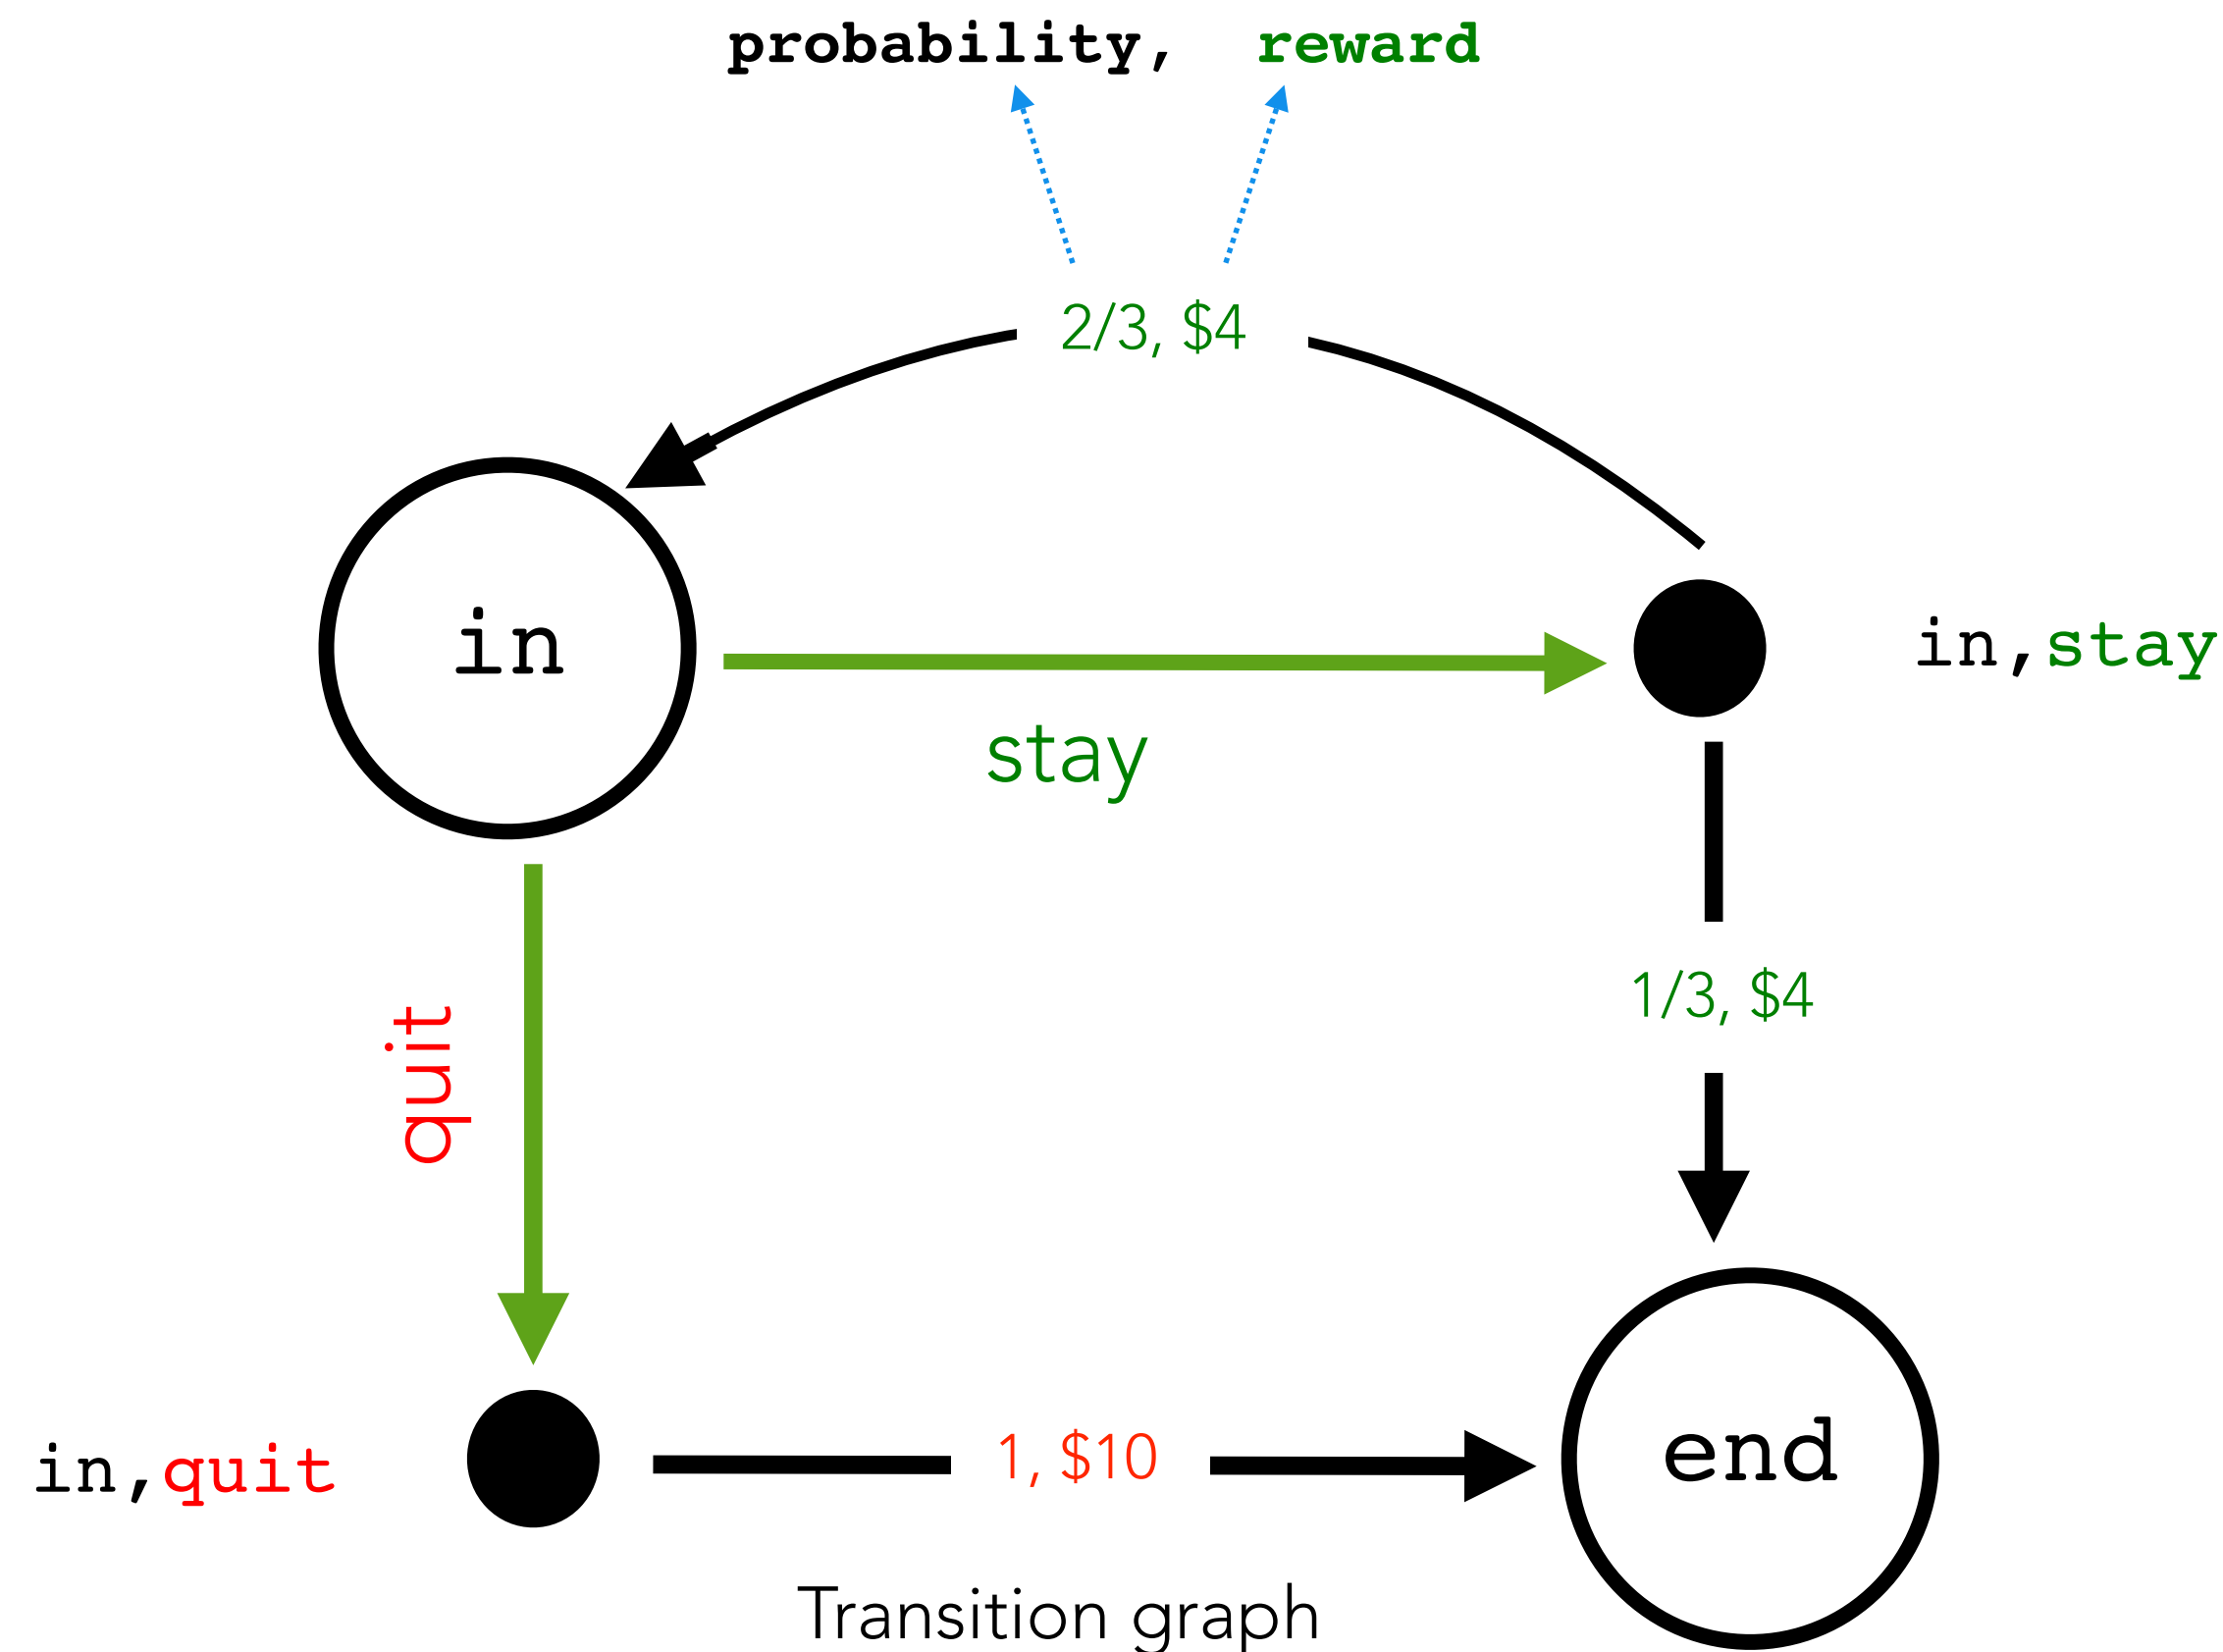 probability, reward
2/3, $4
in
in,stay
stay
1/3, $4
quit
in,quit
1, $10
end
Transition graph